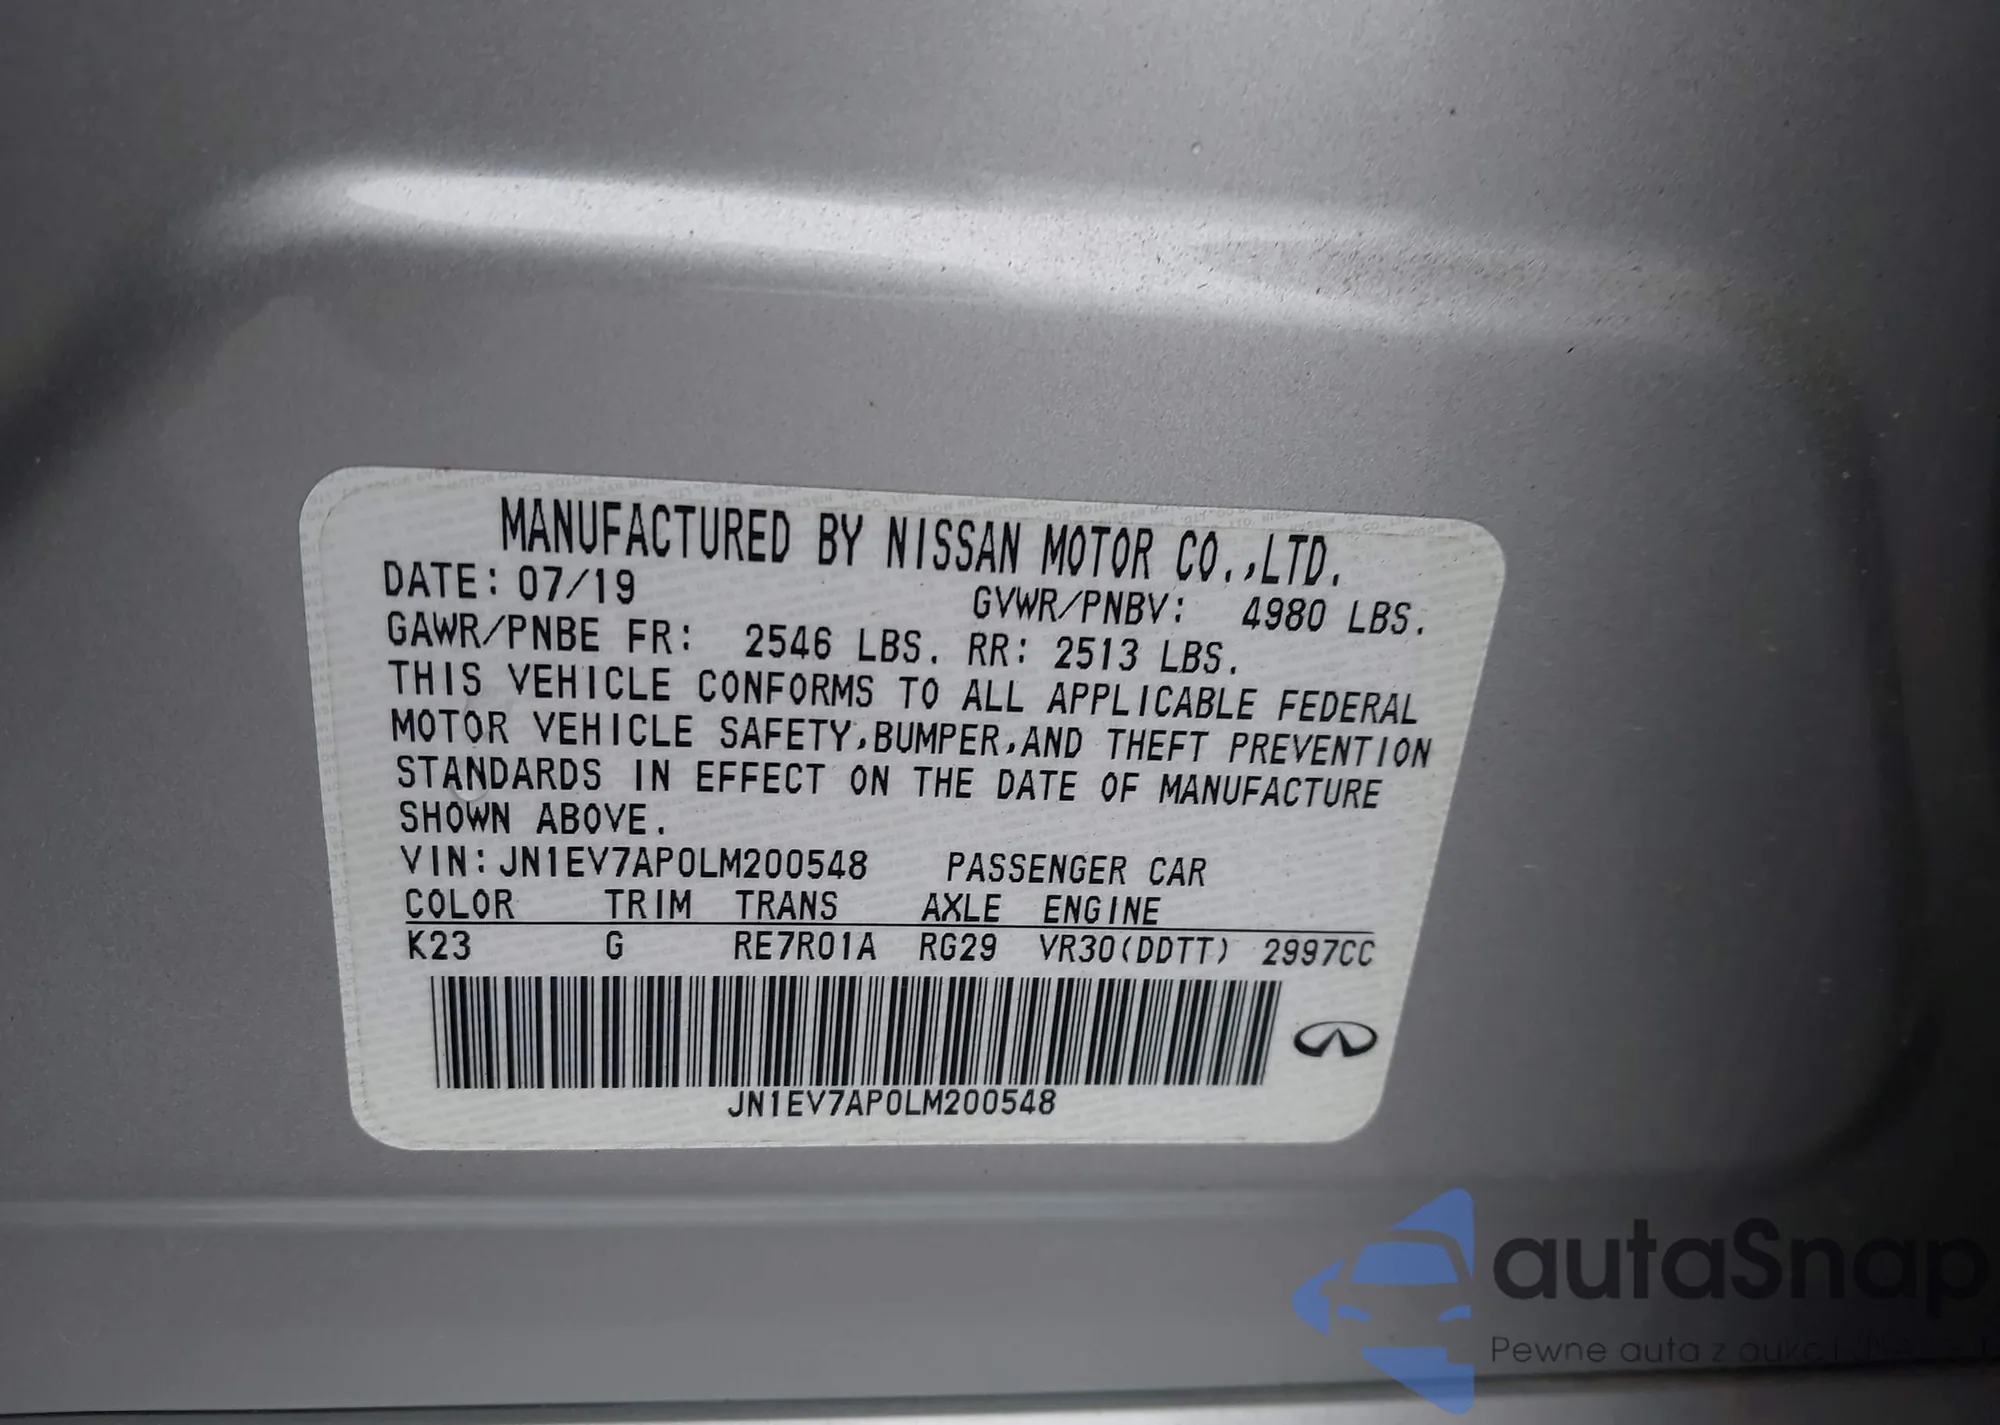 MANUFACTURED BY NISSAN MOTOR CO.,LTD.
DATE: 07/19 GVWR/PNBV: 4980 LBS.
GAWR/PNBE FR: 2546 LBS. RR: 2513 LBS.
THIS VEHICLE CONFORMS TO ALL APPLICABLE FEDERAL
MOTOR VEHICLE SAFETY,BUMPER,AND THEFT PREVENTION
STANDARDS IN EFFECT ON THE DATE OF MANUFACTURE
SHOWN ABOVE.
VIN: JN1EV7AP0LM200548 PASSENGER CAR
COLOR TRIM TRANS AXLE ENGINE
K23 G RE7R01A RG29 VR30(DDTT) 2997CC
JN1EV7AP0LM200548
autaSnap
Pewne auta z